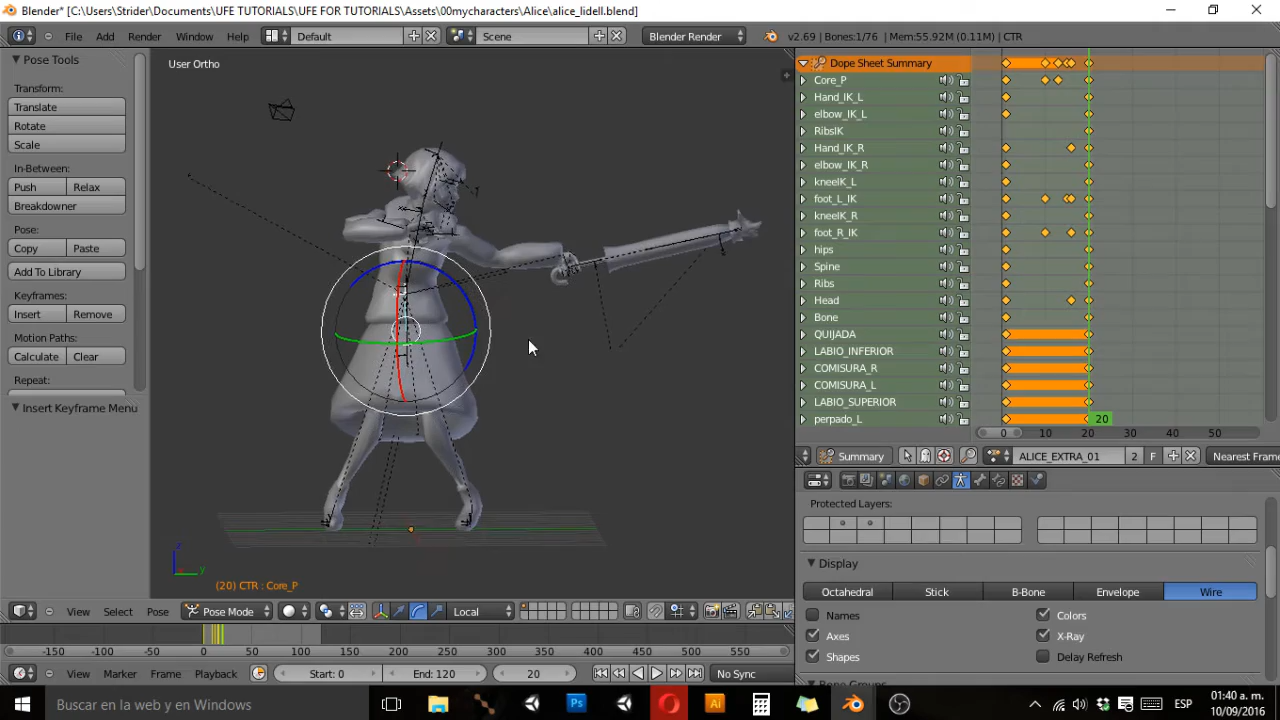 Blender* [C:\Users\Strider\Documents\UFE TUTORIALS\UFE FOR TUTORIALS\Assets\00mycharacters\Alice\alice_lidell.blend]
File Add Render Window Help Default Scene Blender Render v2.69 | Bones:1/76 | Mem:55.92M (0.11M) | CTR
Pose Tools
Transform:
Translate
Rotate
Scale
In-Between:
Push Relax
Breakdowner
Pose:
Copy Paste
Add To Library
Keyframes:
Insert Remove
Motion Paths:
Calculate Clear
Repeat:
Insert Keyframe Menu
User Ortho
z
y
(20) CTR : Core_P
View Select Pose Pose Mode Local
-150 -100 -50 0 50 100 150 200 250 300 350 400 450 500 550
View Marker Frame Playback Start: 0 End: 120 20 No Sync
Dope Sheet Summary
Core_P
Hand_IK_L
elbow_IK_L
RibsIK
Hand_IK_R
elbow_IK_R
kneeIK_L
foot_L_IK
kneeIK_R
foot_R_IK
hips
Spine
Ribs
Head
Bone
QUIJADA
LABIO_INFERIOR
COMISURA_R
COMISURA_L
LABIO_SUPERIOR
perpado_L
20
0 10 20 30 40 50
Summary ALICE_EXTRA_01 2 F Nearest Frame
Protected Layers:
Display
Octahedral Stick B-Bone Envelope Wire
Names Colors
Axes X-Ray
Shapes Delay Refresh
Buscar en la web y en Windows
Ps
Ai
ESP
01:40 a. m.
10/09/2016